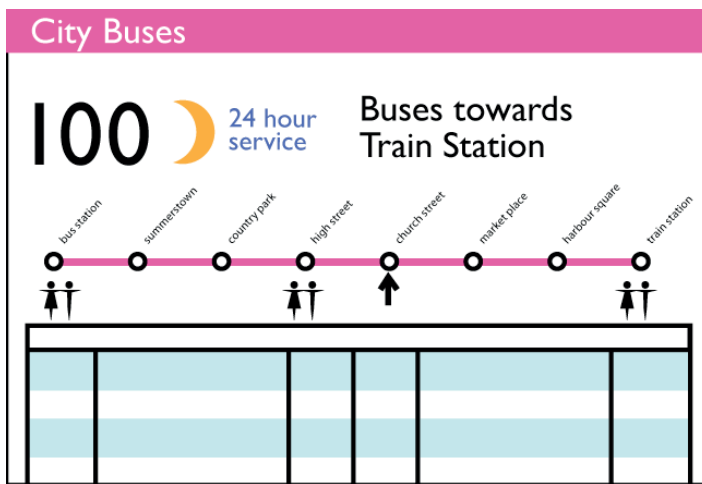 City Buses
100
24 hour
service
Buses towards
Train Station
bus station
summerstown
country park
high street
church street
market place
harbour square
train station